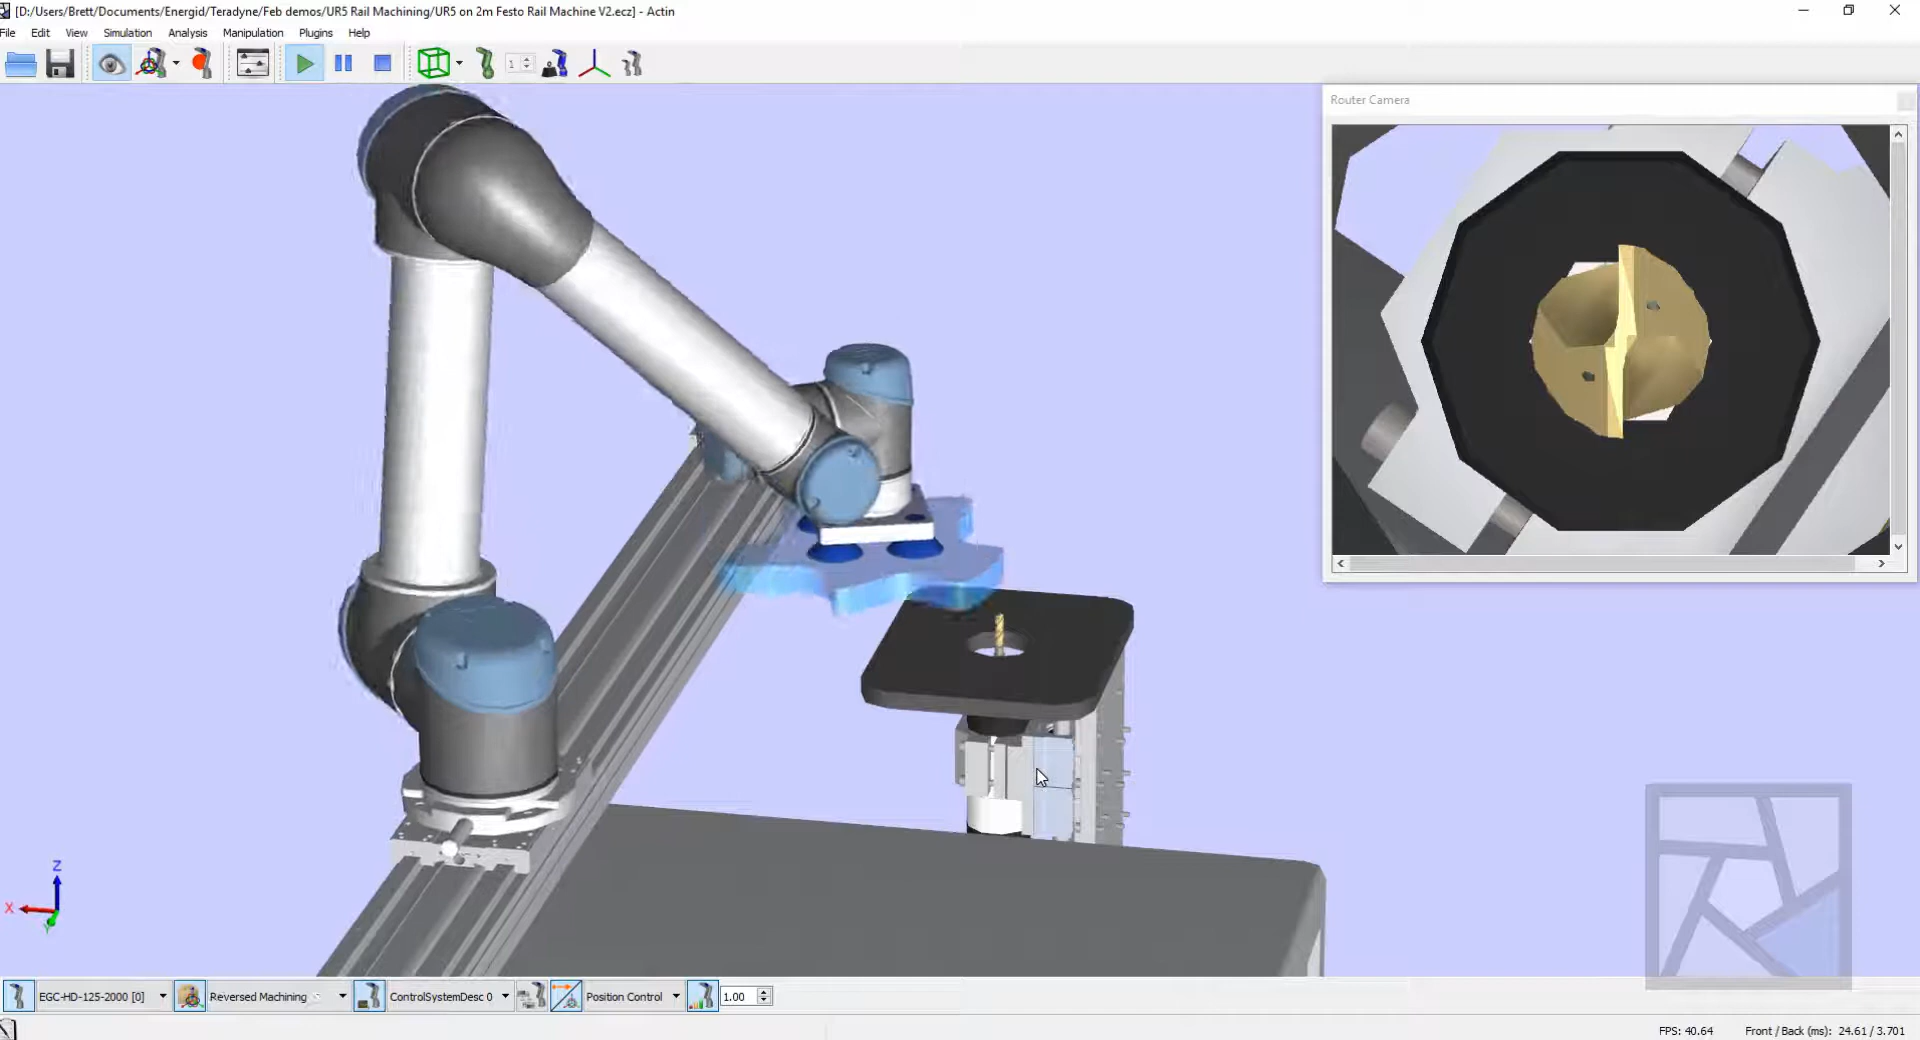 [D:/Users/Brett/Documents/Energid/Teradyne/Feb demos/UR5 Rail Machining/UR5 on 2m Festo Rail Machine V2.ecz] - Actin
File Edit View Simulation Analysis Manipulation Plugins Help
1
Router Camera
Z
X
Y
EGC-HD-125-2000 [0] Reversed Machining ControlSystemDesc 0 Position Control 1.00
FPS: 40.64 Front / Back (ms): 24.61 / 3.701